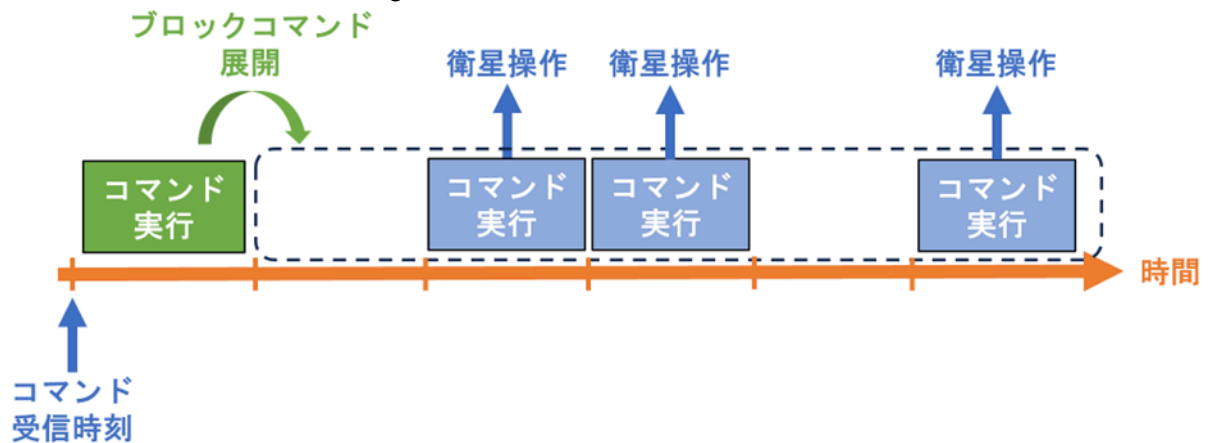 ブロックコマンド
展開
衛星操作
衛星操作
衛星操作
コマンド
実行
コマンド
実行
コマンド
実行
コマンド
実行
時間
コマンド
受信時刻